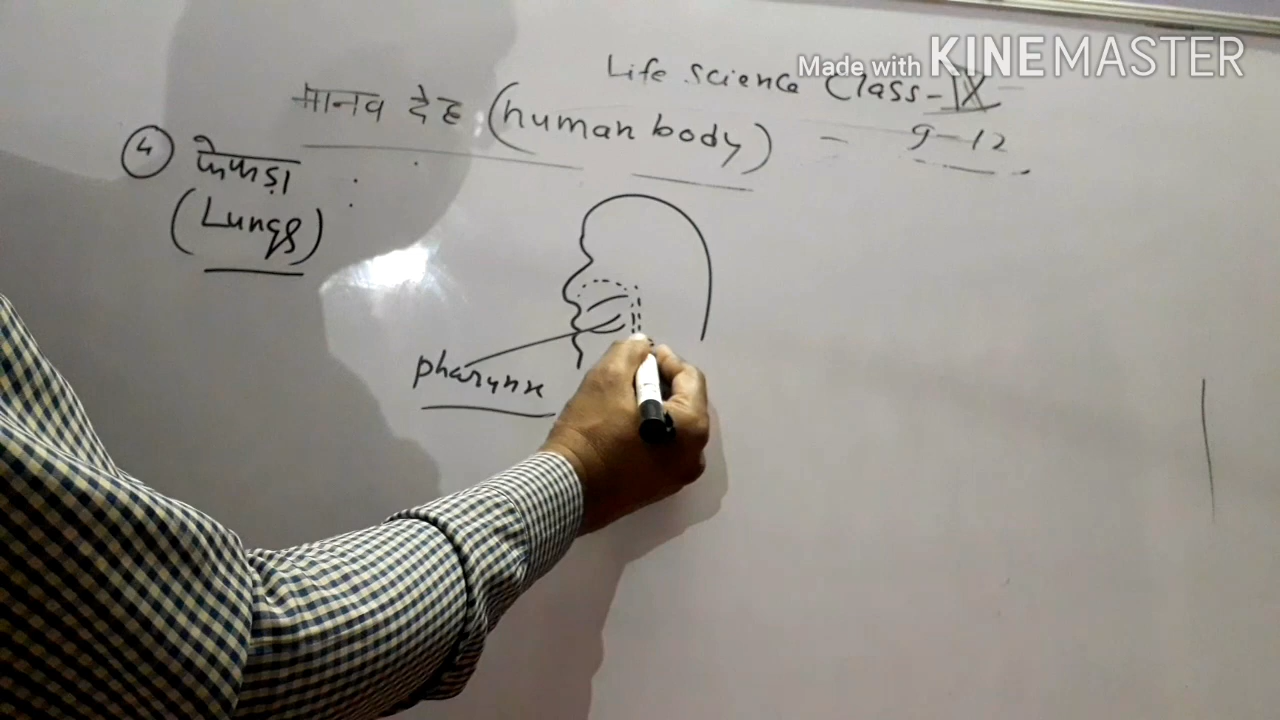 Made with KINEMASTER
Life science Class-IX
मानव देह (human body) - 9-12
4 फेफड़ा :
(Lungs)
pharynx